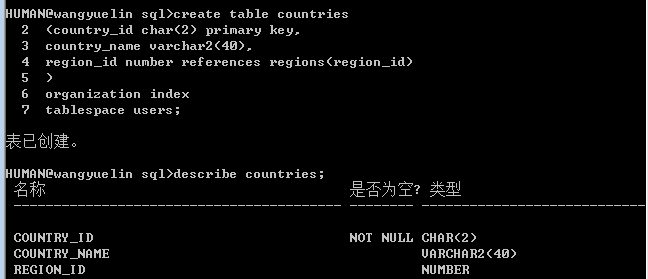 HUMAN@wangyuelin sql>create table countries
2 (country_id char(2) primary key,
3 country_name varchar2(40),
4 region_id number references regions(region_id)
5 )
6 organization index
7 tablespace users;
表已创建。
HUMAN@wangyuelin sql>describe countries;
名称 是否为空? 类型
----------------------------------------- -------- ----------------------------
COUNTRY_ID NOT NULL CHAR(2)
COUNTRY_NAME VARCHAR2(40)
REGION_ID NUMBER